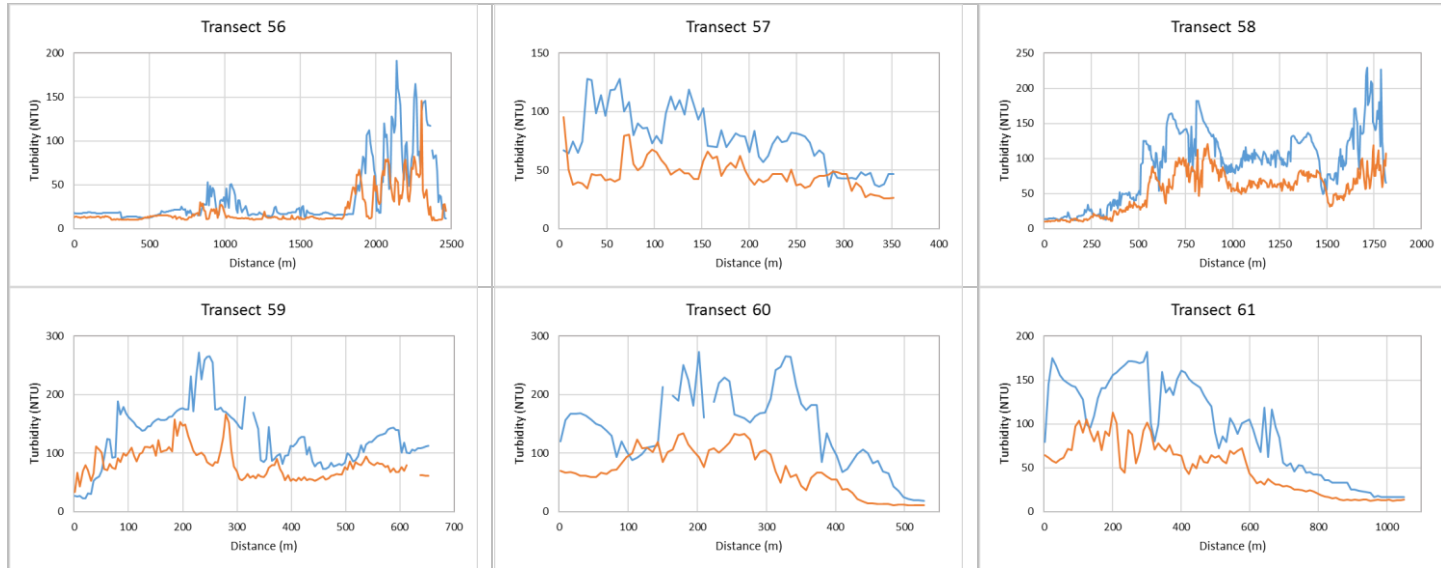 Transect 56
200
150
100
50
0
Turbidity (NTU)
0 500 1000 1500 2000 2500
Distance (m)
Transect 57
150
100
50
0
Turbidity (NTU)
0 50 100 150 200 250 300 350 400
Distance (m)
Transect 58
250
200
150
100
50
0
Turbidity (NTU)
0 250 500 750 1000 1250 1500 1750 2000
Distance (m)
Transect 59
300
200
100
0
Turbidity (NTU)
0 100 200 300 400 500 600 700
Distance (m)
Transect 60
300
200
100
0
Turbidity (NTU)
0 100 200 300 400 500
Distance (m)
Transect 61
200
150
100
50
0
Turbidity (NTU)
0 200 400 600 800 1000
Distance (m)